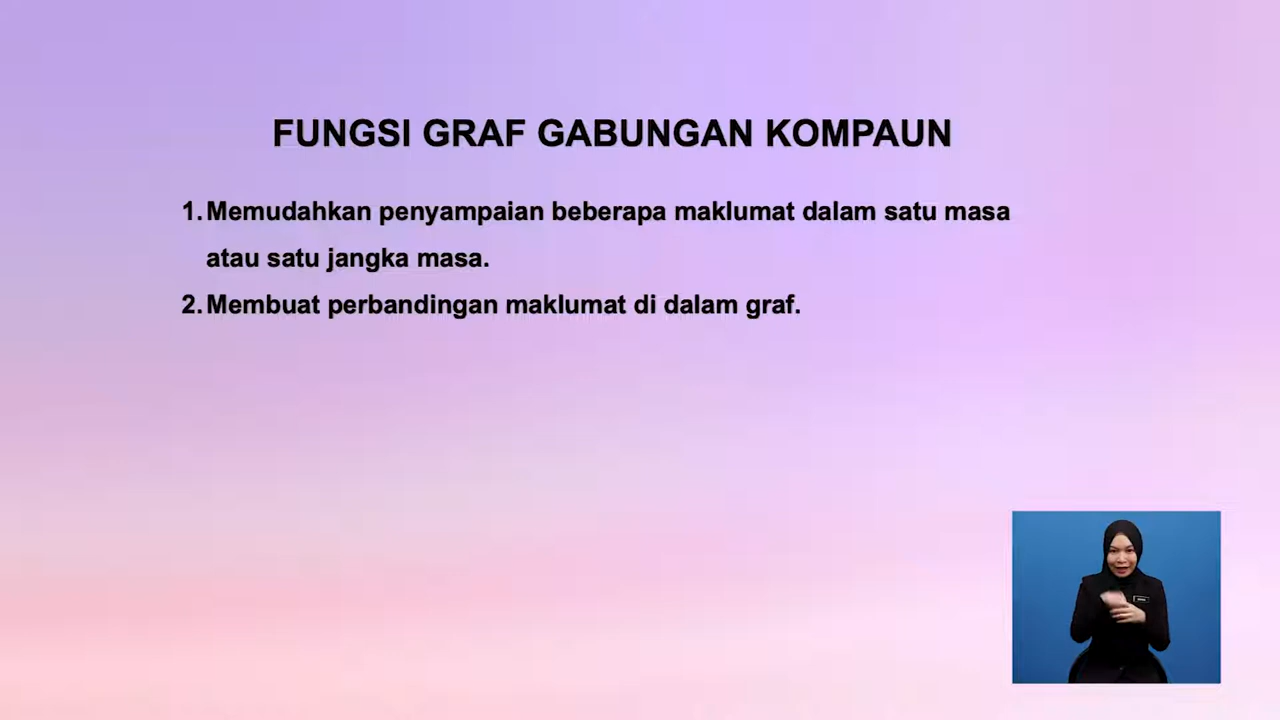 FUNGSI GRAF GABUNGAN KOMPAUN
1. Memudahkan penyampaian beberapa maklumat dalam satu masa
atau satu jangka masa.
2. Membuat perbandingan maklumat di dalam graf.